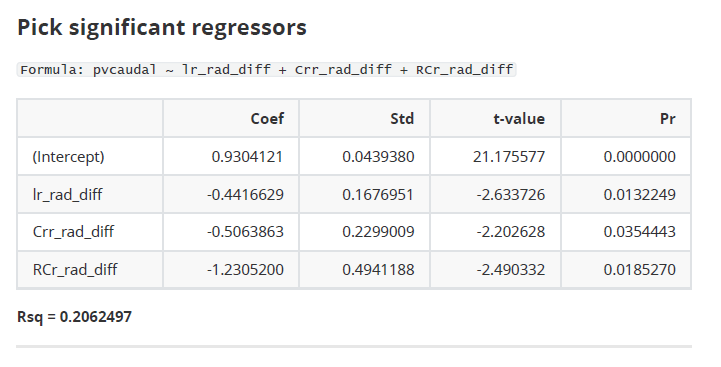 Pick significant regressors
Formula: pvcaudal ~ lr_rad_diff + Crr_rad_diff + RCr_rad_diff
Coef Std t-value Pr
(Intercept) 0.9304121 0.0439380 21.175577 0.0000000
lr_rad_diff -0.4416629 0.1676951 -2.633726 0.0132249
Crr_rad_diff -0.5063863 0.2299009 -2.202628 0.0354443
RCr_rad_diff -1.2305200 0.4941188 -2.490332 0.0185270
Rsq = 0.2062497